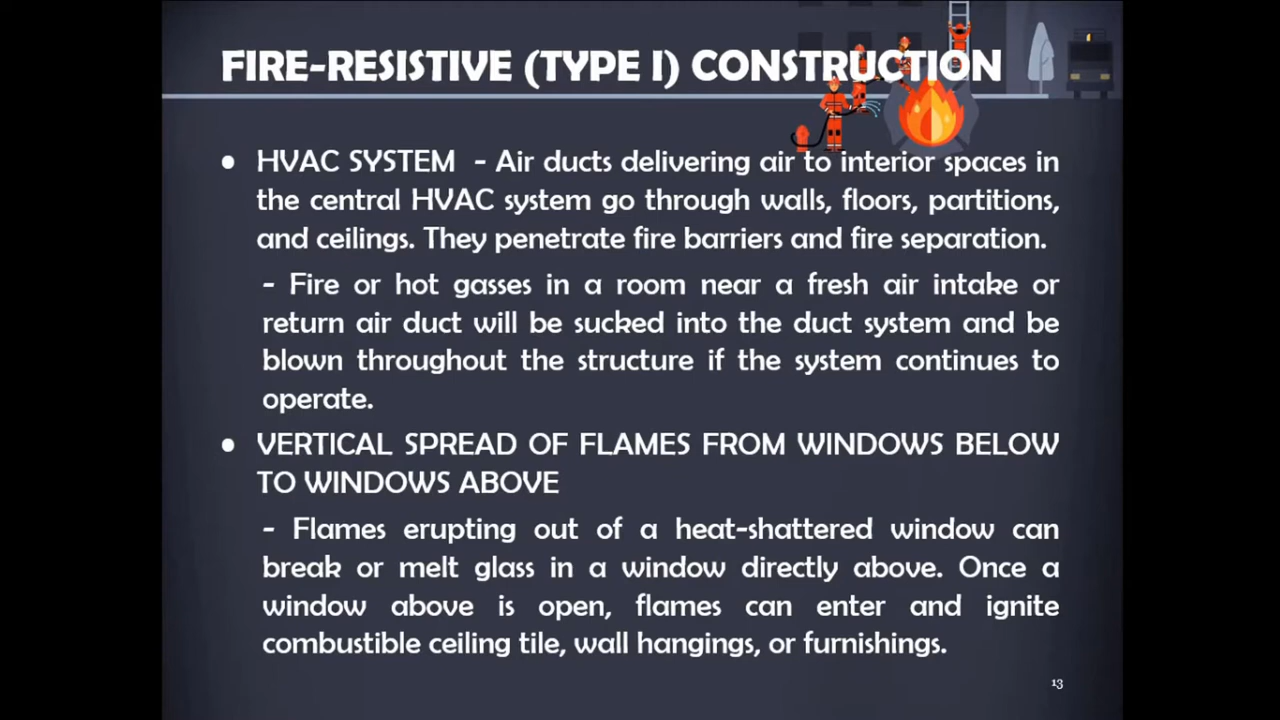 FIRE-RESISTIVE (TYPE I) CONSTRUCTION
• HVAC SYSTEM - Air ducts delivering air to interior spaces in
the central HVAC system go through walls, floors, partitions,
and ceilings. They penetrate fire barriers and fire separation.
- Fire or hot gasses in a room near a fresh air intake or
return air duct will be sucked into the duct system and be
blown throughout the structure if the system continues to
operate.
• VERTICAL SPREAD OF FLAMES FROM WINDOWS BELOW
TO WINDOWS ABOVE
- Flames erupting out of a heat-shattered window can
break or melt glass in a window directly above. Once a
window above is open, flames can enter and ignite
combustible ceiling tile, wall hangings, or furnishings.
13